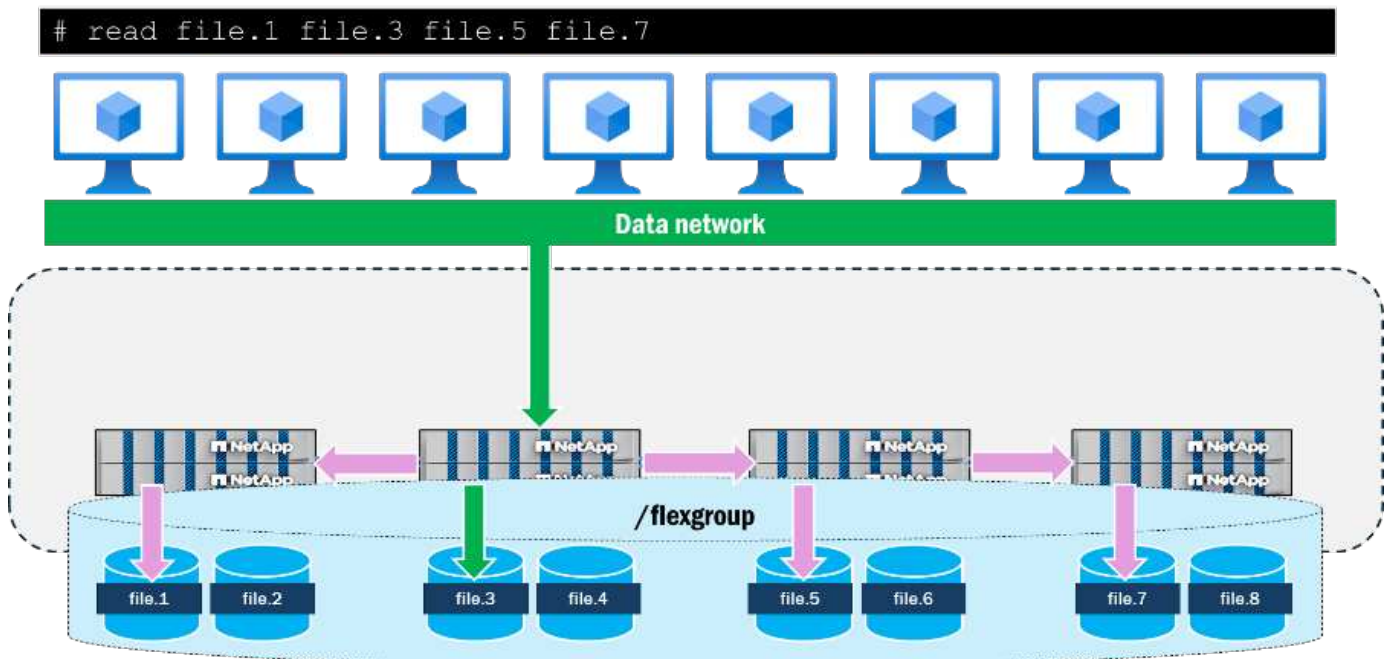 # read file.1 file.3 file.5 file.7
Data network
NetApp NetApp NetApp NetApp
NetApp NetApp NetApp NetApp
/flexgroup
file.1 file.2 file.3 file.4 file.5 file.6 file.7 file.8